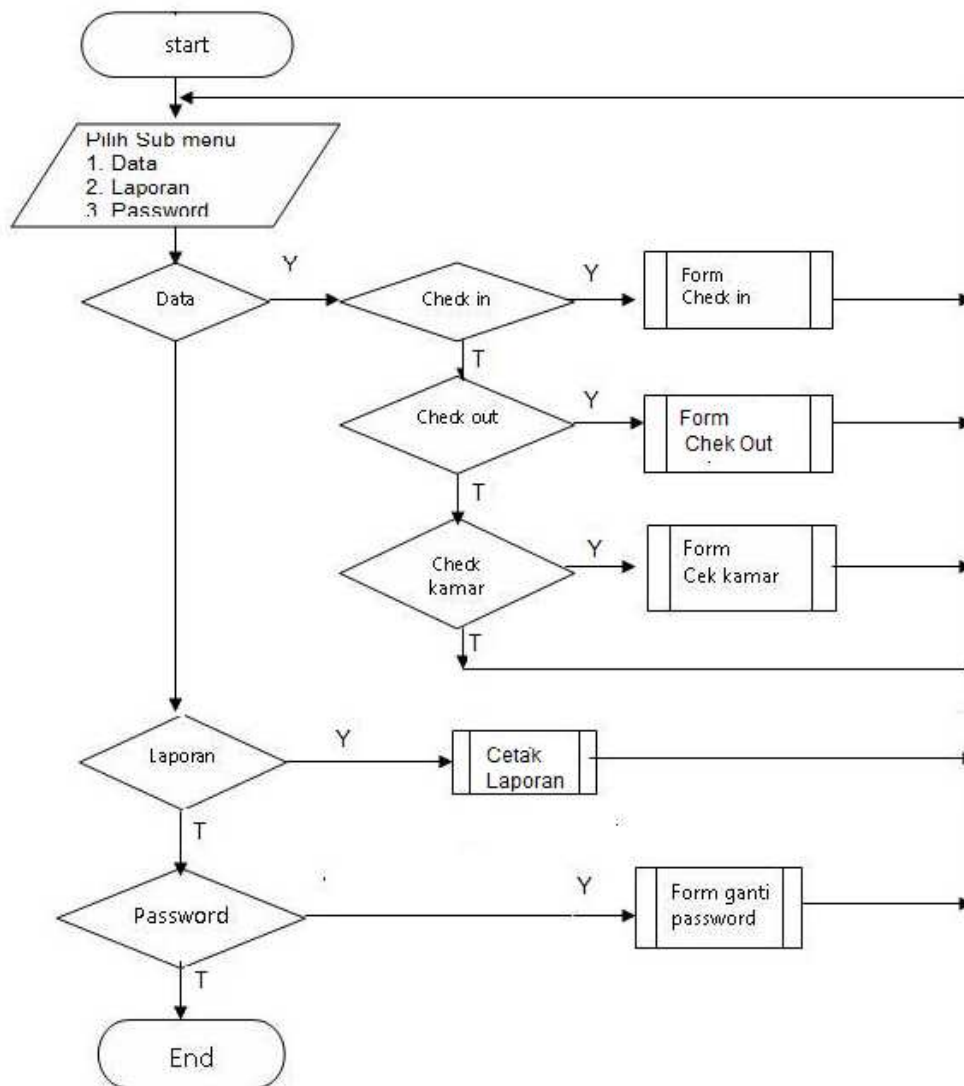 start
Pilih Sub menu
1. Data
2. Laporan
3. Password
Data
Y
Check in
Y
Form
Check in
T
Check out
Y
Form
Chek Out
T
Check
kamar
Y
Form
Cek kamar
T
Laporan
Y
Cetak
Laporan
T
Password
Y
Form ganti
password
T
End